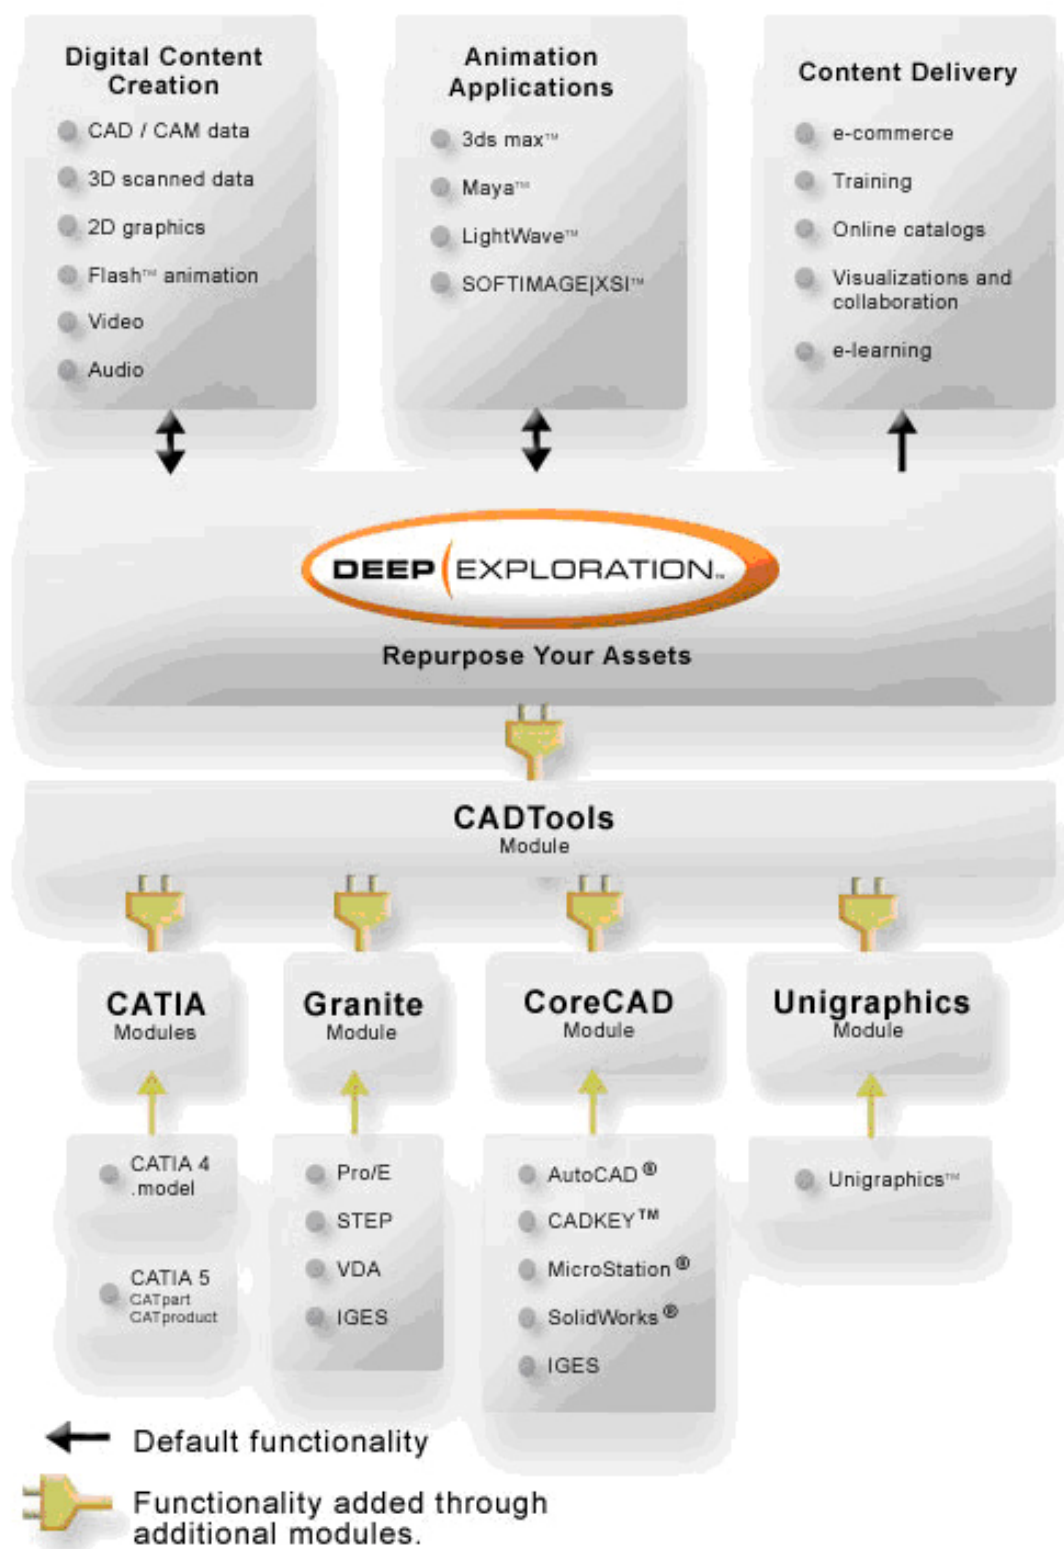 Digital Content
Creation
CAD / CAM data
3D scanned data
2D graphics
Flash™ animation
Video
Audio
Animation
Applications
3ds max™
Maya™
LightWave™
SOFTIMAGE|XSI™
Content Delivery
e-commerce
Training
Online catalogs
Visualizations and
collaboration
e-learning
DEEP EXPLORATION™
Repurpose Your Assets
CADTools
Module
CATIA
Modules
CATIA 4
.model
CATIA 5
CATpart
CATproduct
Granite
Module
Pro/E
STEP
VDA
IGES
CoreCAD
Module
AutoCAD®
CADKEY™
MicroStation®
SolidWorks®
IGES
Unigraphics
Module
Unigraphics™
Default functionality
Functionality added through
additional modules.